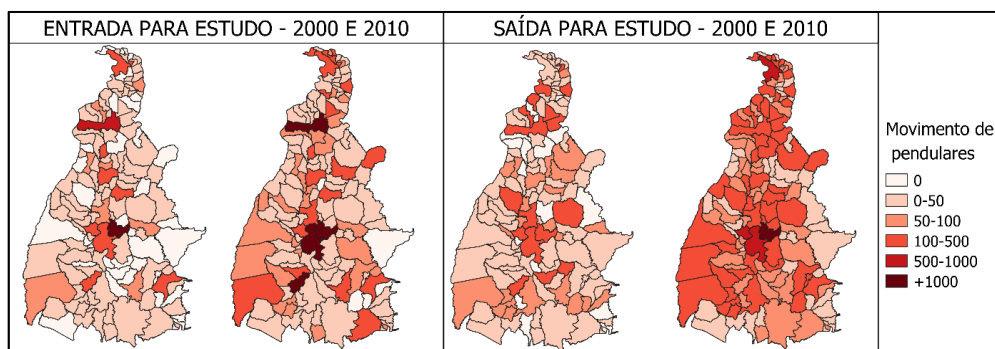 ENTRADA PARA ESTUDO - 2000 E 2010
SAÍDA PARA ESTUDO - 2000 E 2010
Movimento de
pendulares
0
0-50
50-100
100-500
500-1000
+1000